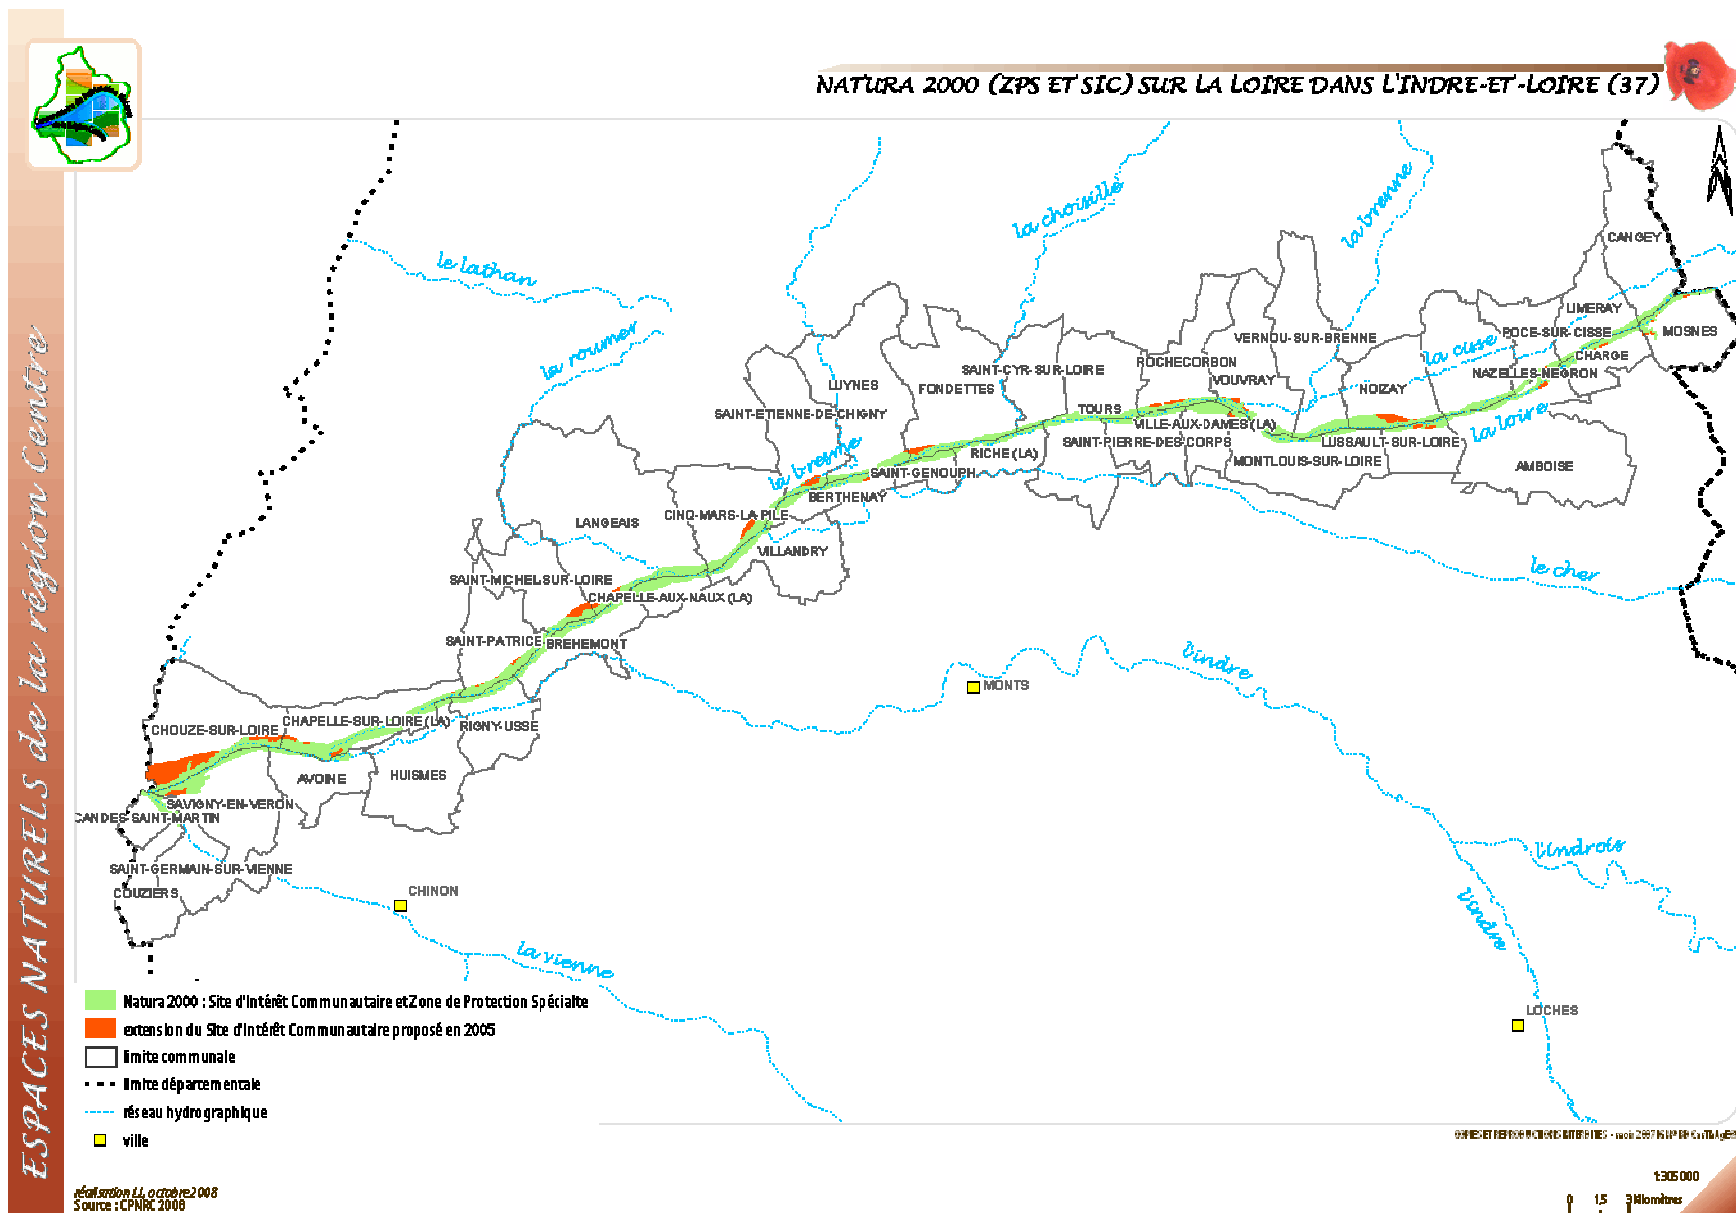 NATURA 2000 (ZPS ET SIC) SUR LA LOIRE DANS L'INDRE-ET-LOIRE (37)
ESPACES NATURELS de la région Centre
CANGEY
la choisille
la brenne
le lathan
LIMERAY
POCE-SUR-CISSE
MOSNES
la roumer
VERNOU-SUR-BRENNE
la cisse
CHARGE
SAINT-CYR-SUR-LOIRE
ROCHECORBON
NAZELLES-NEGRON
LUYNES
FONDETTES
VOUVRAY
NOIZAY
SAINT-ETIENNE-DE-CHIGNY
TOURS
VILLE-AUX-DAMES (LA)
la loire
SAINT-PIERRE-DES-CORPS
LUSSAULT-SUR-LOIRE
la bresme
RICHE (LA)
MONTLOUIS-SUR-LOIRE
AMBOISE
SAINT-GENOUPH
BERTHENAY
LANGEAIS
CINQ-MARS-LA-PILE
VILLANDRY
le cher
SAINT-MICHEL-SUR-LOIRE
CHAPELLE-AUX-NAUX (LA)
SAINT-PATRICE
BREHEMONT
l'indre
MONTS
CHOUZE-SUR-LOIRE
CHAPELLE-SUR-LOIRE (LA)
RIGNY-USSE
AVOINE
HUISMES
SAVIGNY-EN-VERON
CANDES-SAINT-MARTIN
l'indrois
SAINT-GERMAIN-SUR-VIENNE
COUZIERS
CHINON
l'indre
la vienne
LOCHES
Natura 2000 : Site d'Intérêt Communautaire et Zone de Protection Spécialte
extension du Site d'Intérêt Communautaire proposé en 2005
limite communale
limite départementale
réseau hydrographique
ville
COPIES ET REPRODUCTIONS INTERDITES
réalisation LL octobre 2008
Source : CPNRC 2008
1:305 000
0 1,5 3 Kilomètres